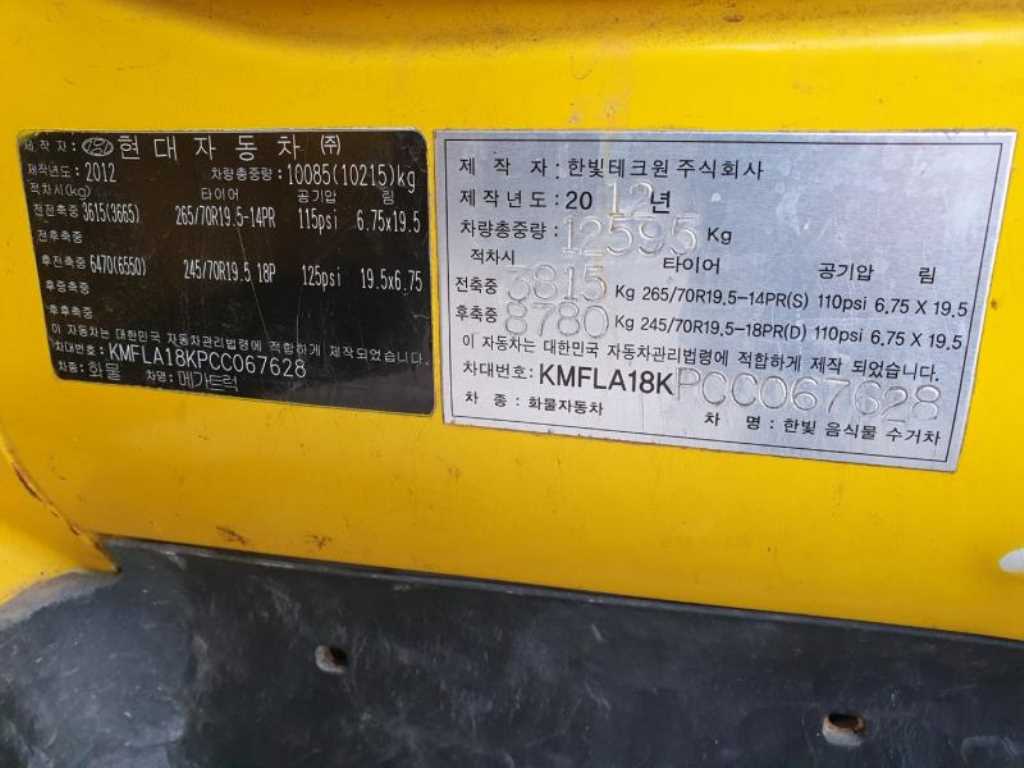 제 작 자 : 현 대 자 동 차 ㈜
제작년도 : 2012 차량총중량 : 10085(10215)kg
적차시(kg) 타이어 공기압 림
전전축중 3615(3665) 265/70R19.5-14PR 115psi 6.75x19.5
전후축중
후전축중 6470(6550) 245/70R19.5 18P 125psi 19.5x6.75
후중축중
후후축중
이 자동차는 대한민국 자동차관리법령에 적합하게 제작되었습니다.
차대번호 : KMFLA18KPCC067628
차종 : 화물 차명 : 메가트럭
제 작 자 : 한빛테크원 주식회사
제작년도 : 2012년
차량총중량 : 12595 Kg
적차시 타이어 공기압 림
전축중 3815 Kg 265/70R19.5-14PR(S) 110psi 6.75 X 19.5
후축중 8780 Kg 245/70R19.5-18PR(D) 110psi 6.75 X 19.5
이 자동차는 대한민국 자동차관리법령에 적합하게 제작 되었습니다.
차대번호: KMFLA18KPCC067628
차 종 : 화물자동차 차 명 : 한빛 음식물 수거차